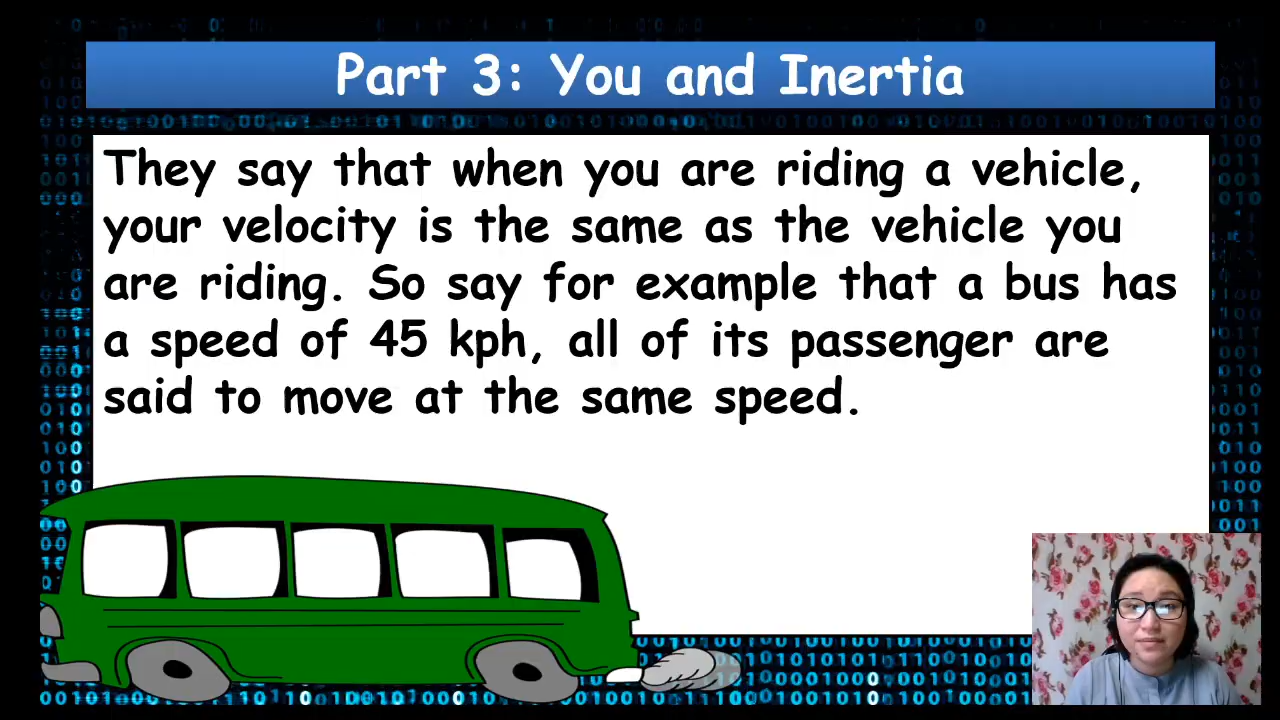 Part 3: You and Inertia
They say that when you are riding a vehicle,
your velocity is the same as the vehicle you
are riding. So say for example that a bus has
a speed of 45 kph, all of its passenger are
said to move at the same speed.